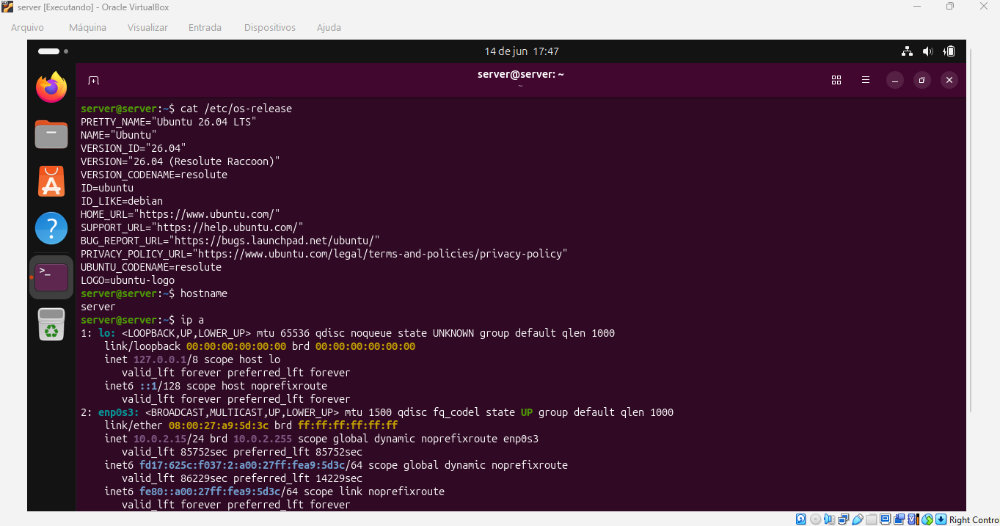 server [Executando] - Oracle VirtualBox
Arquivo Máquina Visualizar Entrada Dispositivos Ajuda
14 de jun 17:47
server@server: ~
~
server@server:~$ cat /etc/os-release
PRETTY_NAME="Ubuntu 26.04 LTS"
NAME="Ubuntu"
VERSION_ID="26.04"
VERSION="26.04 (Resolute Raccoon)"
VERSION_CODENAME=resolute
ID=ubuntu
ID_LIKE=debian
HOME_URL="https://www.ubuntu.com/"
SUPPORT_URL="https://help.ubuntu.com/"
BUG_REPORT_URL="https://bugs.launchpad.net/ubuntu/"
PRIVACY_POLICY_URL="https://www.ubuntu.com/legal/terms-and-policies/privacy-policy"
UBUNTU_CODENAME=resolute
LOGO=ubuntu-logo
server@server:~$ hostname
server
server@server:~$ ip a
1: lo: <LOOPBACK,UP,LOWER_UP> mtu 65536 qdisc noqueue state UNKNOWN group default qlen 1000
    link/loopback 00:00:00:00:00:00 brd 00:00:00:00:00:00
    inet 127.0.0.1/8 scope host lo
       valid_lft forever preferred_lft forever
    inet6 ::1/128 scope host noprefixroute
       valid_lft forever preferred_lft forever
2: enp0s3: <BROADCAST,MULTICAST,UP,LOWER_UP> mtu 1500 qdisc fq_codel state UP group default qlen 1000
    link/ether 08:00:27:a9:5d:3c brd ff:ff:ff:ff:ff:ff
    inet 10.0.2.15/24 brd 10.0.2.255 scope global dynamic noprefixroute enp0s3
       valid_lft 85752sec preferred_lft 85752sec
    inet6 fd17:625c:f037:2:a00:27ff:fea9:5d3c/64 scope global dynamic noprefixroute
       valid_lft 86229sec preferred_lft 14229sec
    inet6 fe80::a00:27ff:fea9:5d3c/64 scope link noprefixroute
       valid_lft forever preferred_lft forever
Right Contro